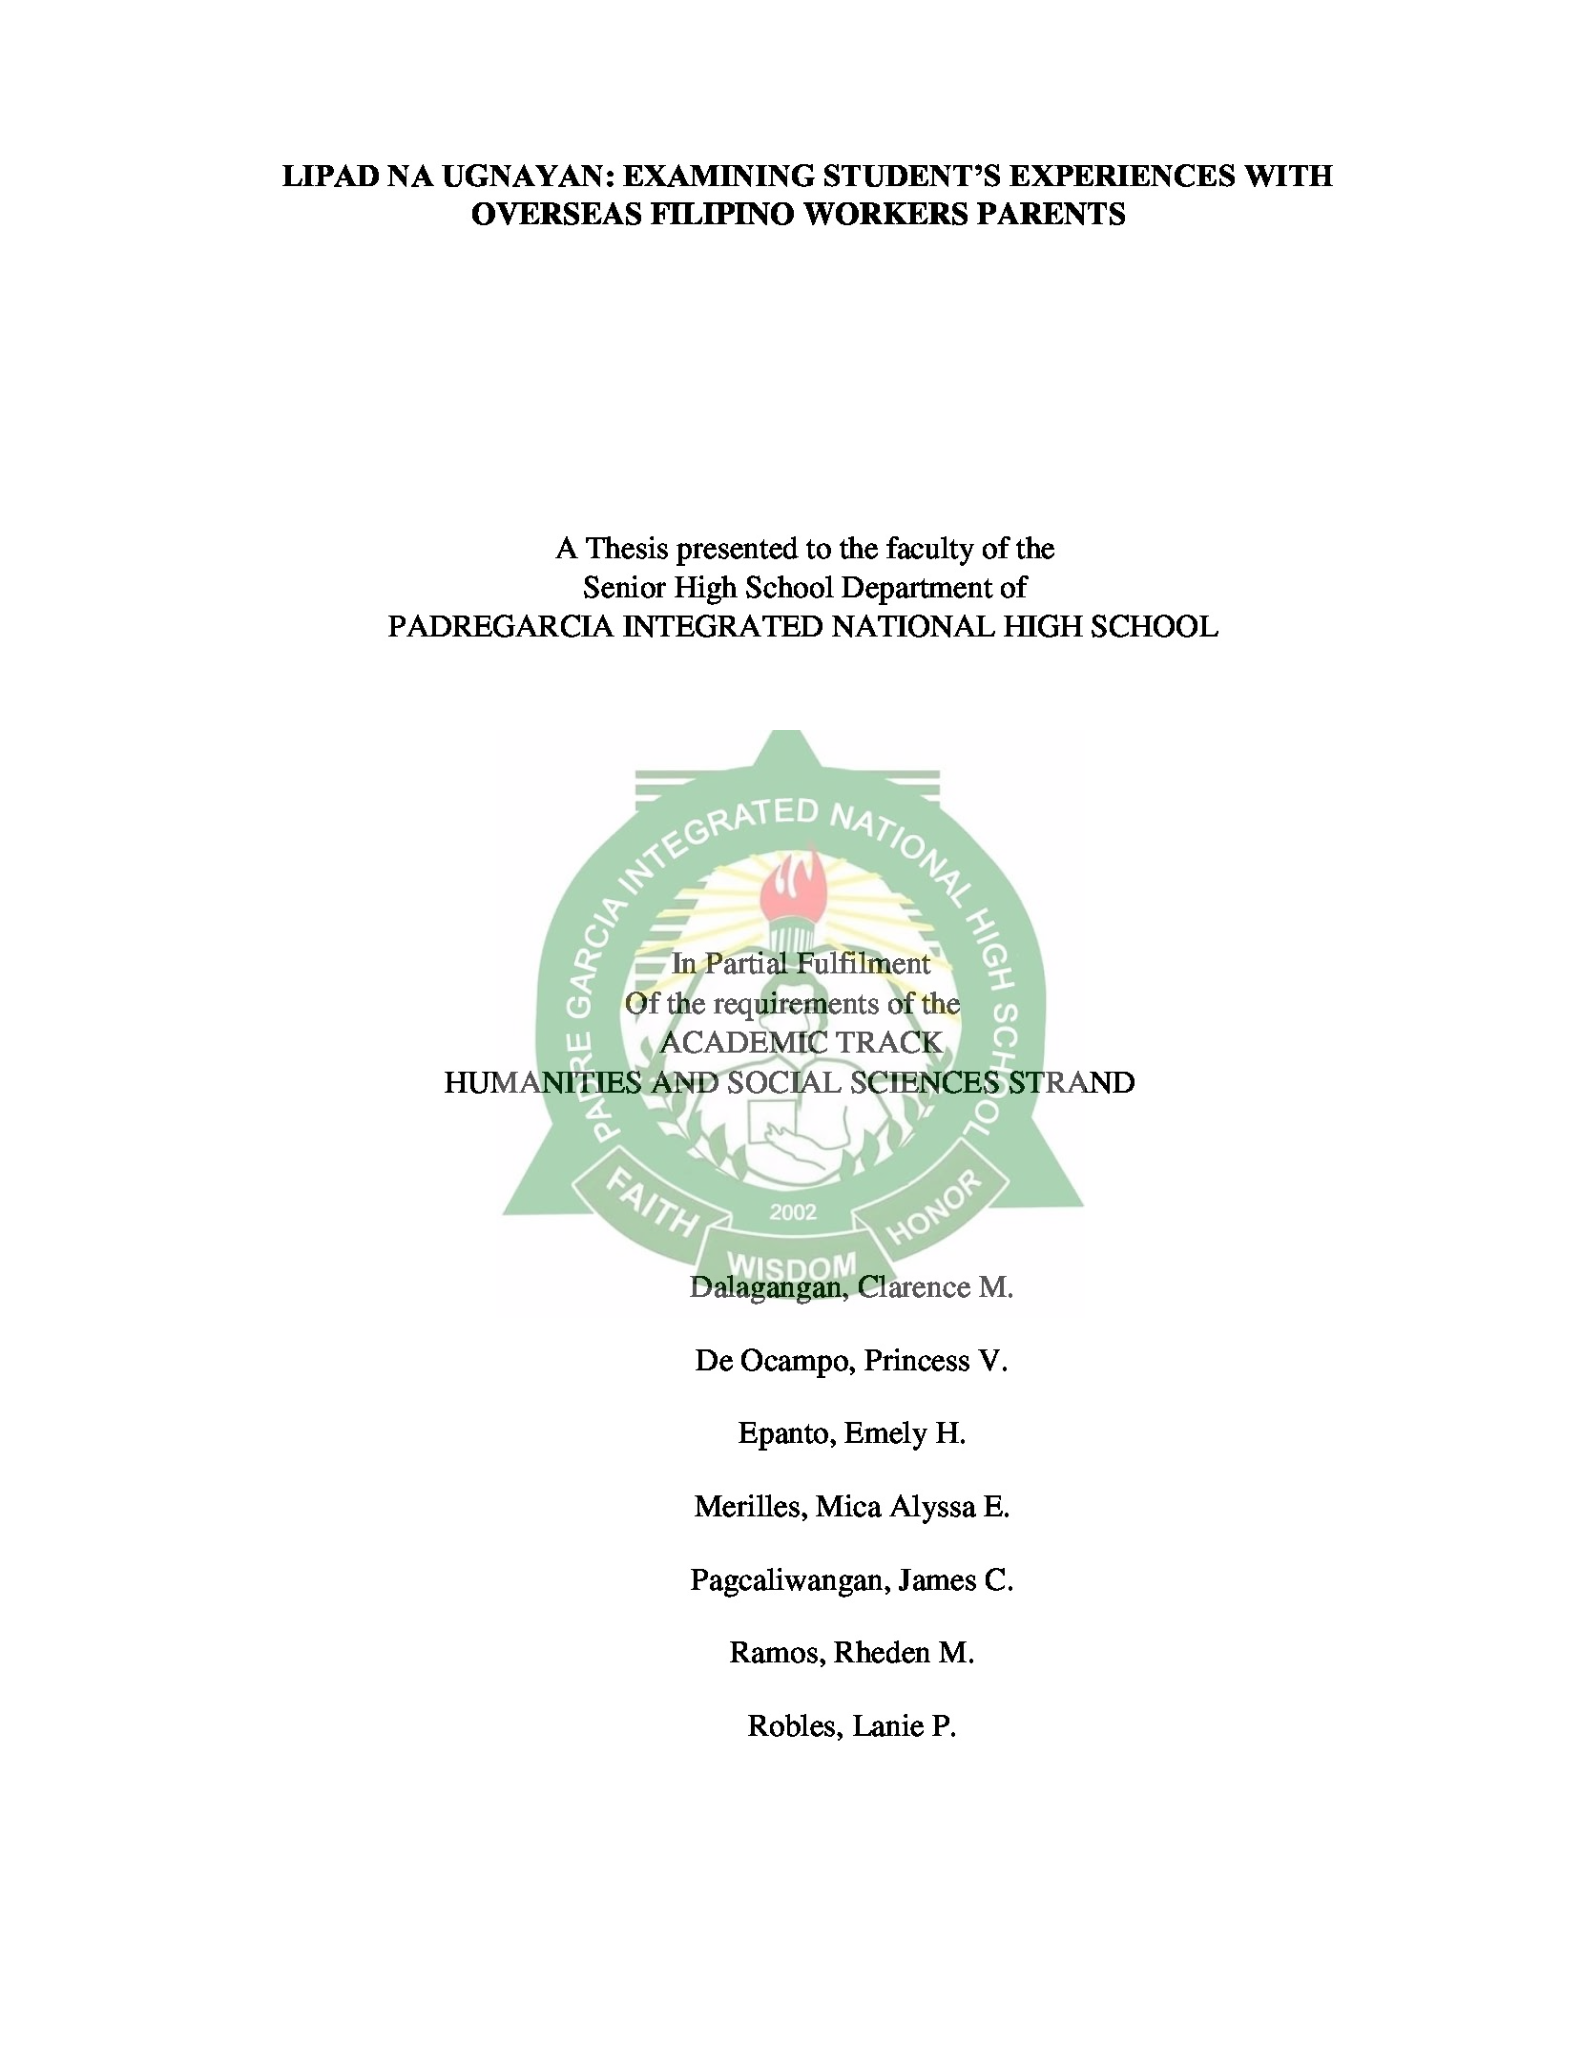 LIPAD NA UGNAYAN: EXAMINING STUDENT’S EXPERIENCES WITH
OVERSEAS FILIPINO WORKERS PARENTS
A Thesis presented to the faculty of the
Senior High School Department of
PADREGARCIA INTEGRATED NATIONAL HIGH SCHOOL
PADRE GARCIA INTEGRATED NATIONAL HIGH SCHOOL
In Partial Fulfilment
Of the requirements of the
ACADEMIC TRACK
HUMANITIES AND SOCIAL SCIENCES STRAND
FAITH
2002
HONOR
WISDOM
Dalagangan, Clarence M.
De Ocampo, Princess V.
Epanto, Emely H.
Merilles, Mica Alyssa E.
Pagcaliwangan, James C.
Ramos, Rheden M.
Robles, Lanie P.